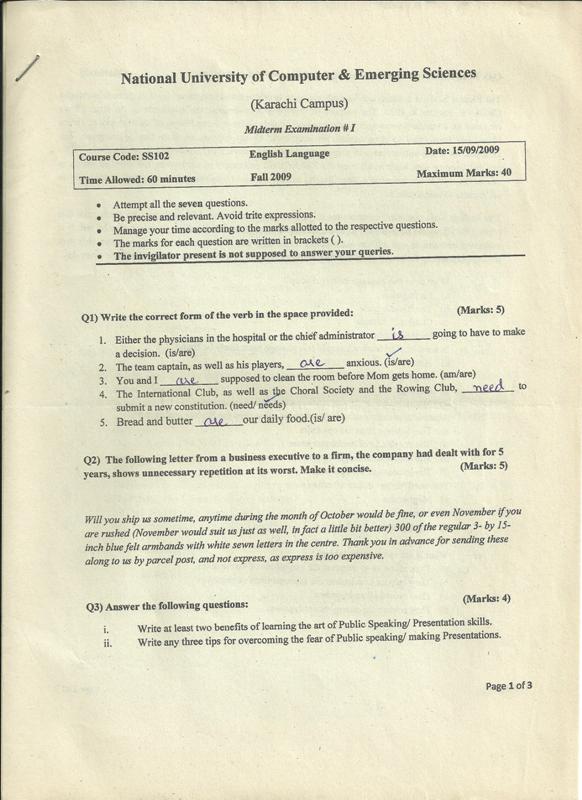 National University of Computer & Emerging Sciences
(Karachi Campus)
Midterm Examination # I
Course Code: SS102 English Language Date: 15/09/2009
Time Allowed: 60 minutes Fall 2009 Maximum Marks: 40
• Attempt all the seven questions.
• Be precise and relevant. Avoid trite expressions.
• Manage your time according to the marks allotted to the respective questions.
• The marks for each question are written in brackets ( ).
• The invigilator present is not supposed to answer your queries.
Q1) Write the correct form of the verb in the space provided: (Marks: 5)
1. Either the physicians in the hospital or the chief administrator is going to have to make
a decision. (is/are)
2. The team captain, as well as his players, are anxious. (is/are)
3. You and I are supposed to clean the room before Mom gets home. (am/are)
4. The International Club, as well as the Choral Society and the Rowing Club, need to
submit a new constitution. (need/ needs)
5. Bread and butter are our daily food.(is/ are)
Q2) The following letter from a business executive to a firm, the company had dealt with for 5
years, shows unnecessary repetition at its worst. Make it concise. (Marks: 5)
Will you ship us sometime, anytime during the month of October would be fine, or even November if you
are rushed (November would suit us just as well, in fact a little bit better) 300 of the regular 3- by 15-
inch blue felt armbands with white sewn letters in the centre. Thank you in advance for sending these
along to us by parcel post, and not express, as express is too expensive.
Q3) Answer the following questions: (Marks: 4)
i. Write at least two benefits of learning the art of Public Speaking/ Presentation skills.
ii. Write any three tips for overcoming the fear of Public speaking/ making Presentations.
Page 1 of 3